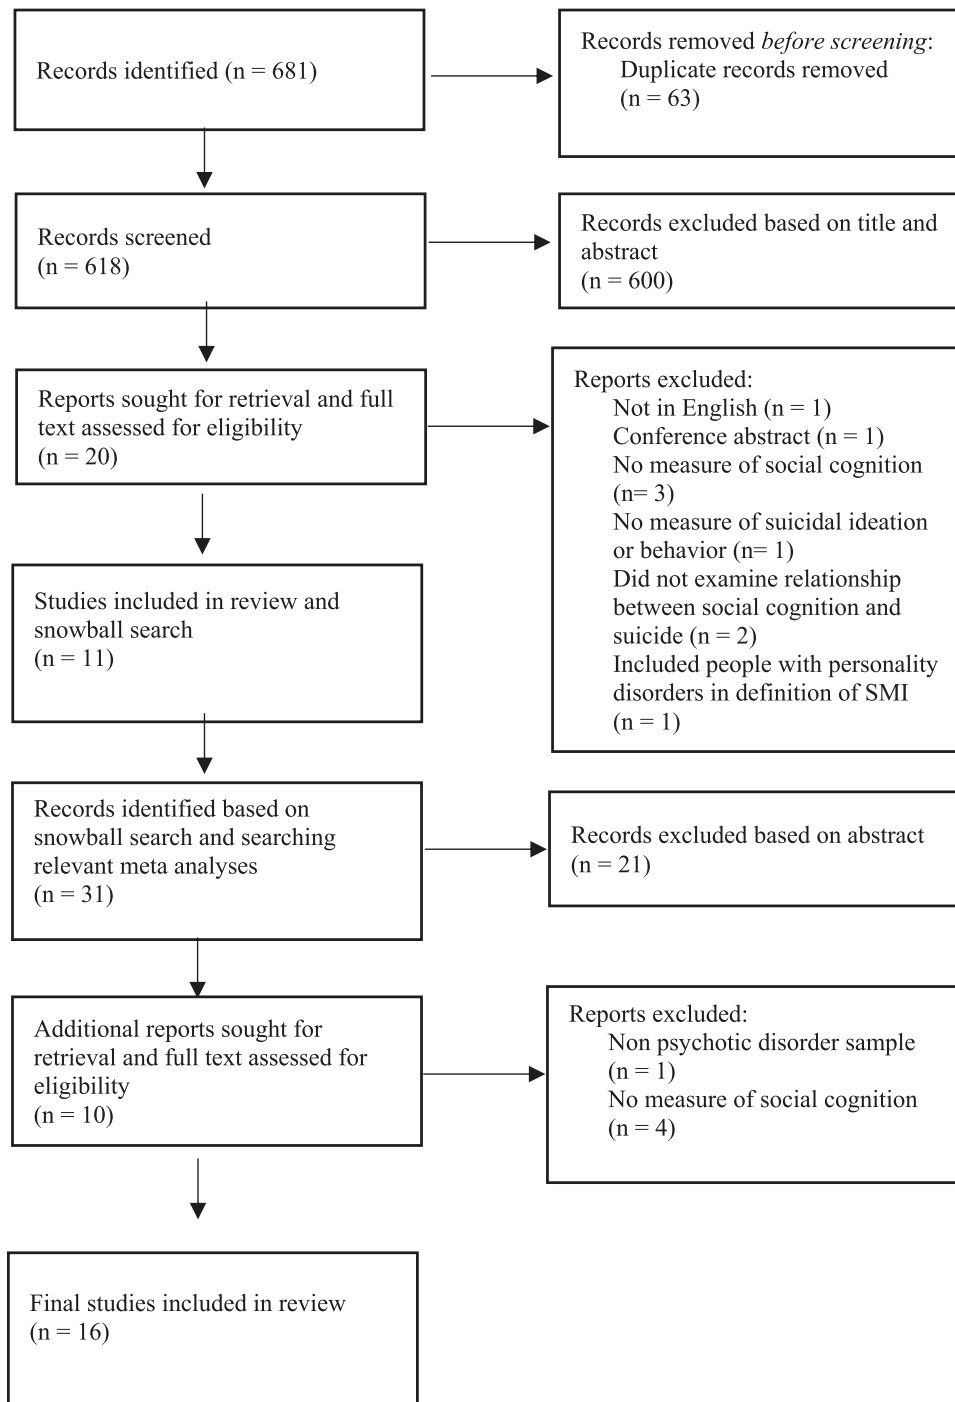 Records identified (n = 681)
Records removed before screening:
Duplicate records removed
(n = 63)
Records screened
(n = 618)
Records excluded based on title and
abstract
(n = 600)
Reports sought for retrieval and full
text assessed for eligibility
(n = 20)
Reports excluded:
Not in English (n = 1)
Conference abstract (n = 1)
No measure of social cognition
(n= 3)
No measure of suicidal ideation
or behavior (n= 1)
Did not examine relationship
between social cognition and
suicide (n = 2)
Included people with personality
disorders in definition of SMI
(n = 1)
Studies included in review and
snowball search
(n = 11)
Records identified based on
snowball search and searching
relevant meta analyses
(n = 31)
Records excluded based on abstract
(n = 21)
Additional reports sought for
retrieval and full text assessed for
eligibility
(n = 10)
Reports excluded:
Non psychotic disorder sample
(n = 1)
No measure of social cognition
(n = 4)
Final studies included in review
(n = 16)